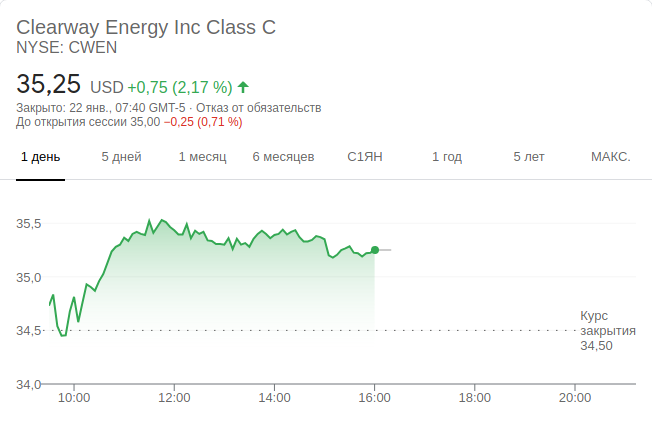 Clearway Energy Inc Class C
NYSE: CWEN
35,25 USD +0,75 (2,17 %)
Закрыто: 22 янв., 07:40 GMT-5 · Отказ от обязательств
До открытия сессии 35,00 −0,25 (0,71 %)
1 день 5 дней 1 месяц 6 месяцев С1ЯН 1 год 5 лет МАКС.
35,5
35,0
34,5
34,0
Курс
закрытия
34,50
10:00 12:00 14:00 16:00 18:00 20:00